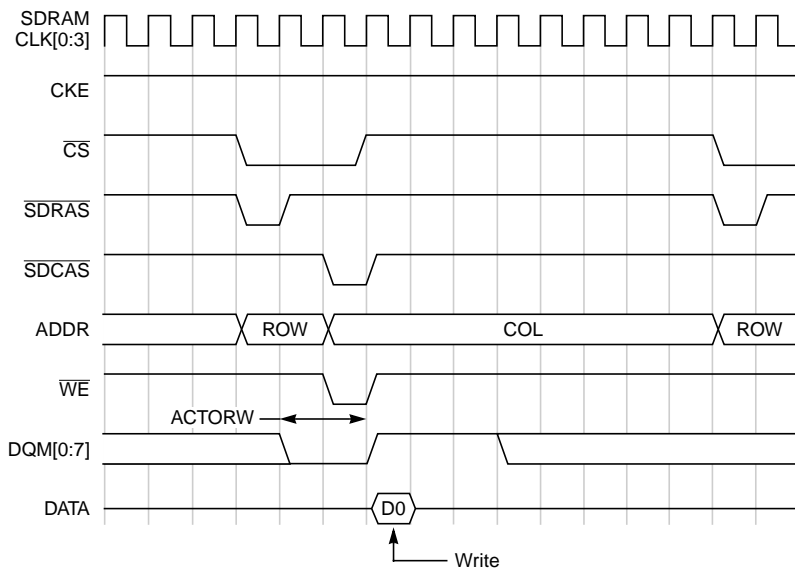 SDRAM
CLK[0:3]
CKE
CS
SDRAS
SDCAS
ADDR ROW COL ROW
WE
ACTORW
DQM[0:7]
DATA D0
Write